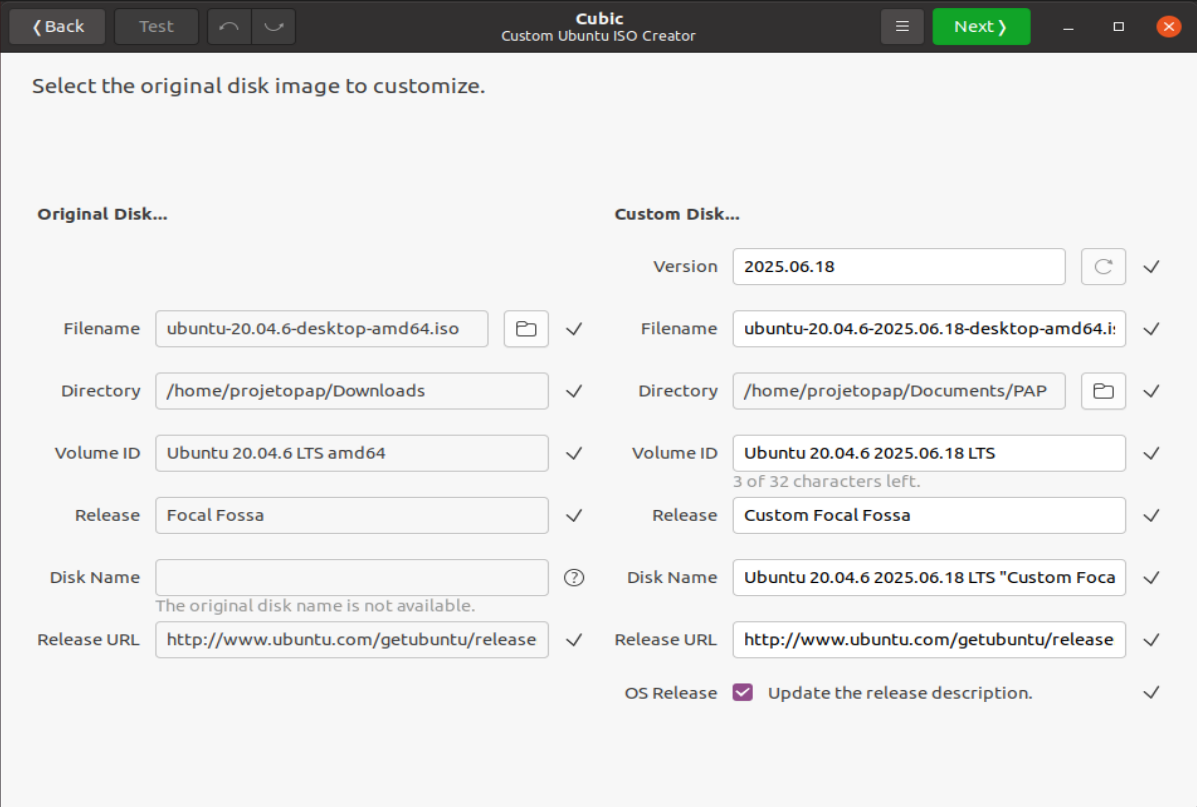 ❬Back
Test
Cubic
Custom Ubuntu ISO Creator
Next❭
Select the original disk image to customize.
Original Disk...
Custom Disk...
Version 2025.06.18
Filename ubuntu-20.04.6-desktop-amd64.iso
Filename ubuntu-20.04.6-2025.06.18-desktop-amd64.i
Directory /home/projetopap/Downloads
Directory /home/projetopap/Documents/PAP
Volume ID Ubuntu 20.04.6 LTS amd64
Volume ID Ubuntu 20.04.6 2025.06.18 LTS
3 of 32 characters left.
Release Focal Fossa
Release Custom Focal Fossa
Disk Name
The original disk name is not available.
Disk Name Ubuntu 20.04.6 2025.06.18 LTS "Custom Foca
Release URL http://www.ubuntu.com/getubuntu/release
Release URL http://www.ubuntu.com/getubuntu/release
OS Release Update the release description.